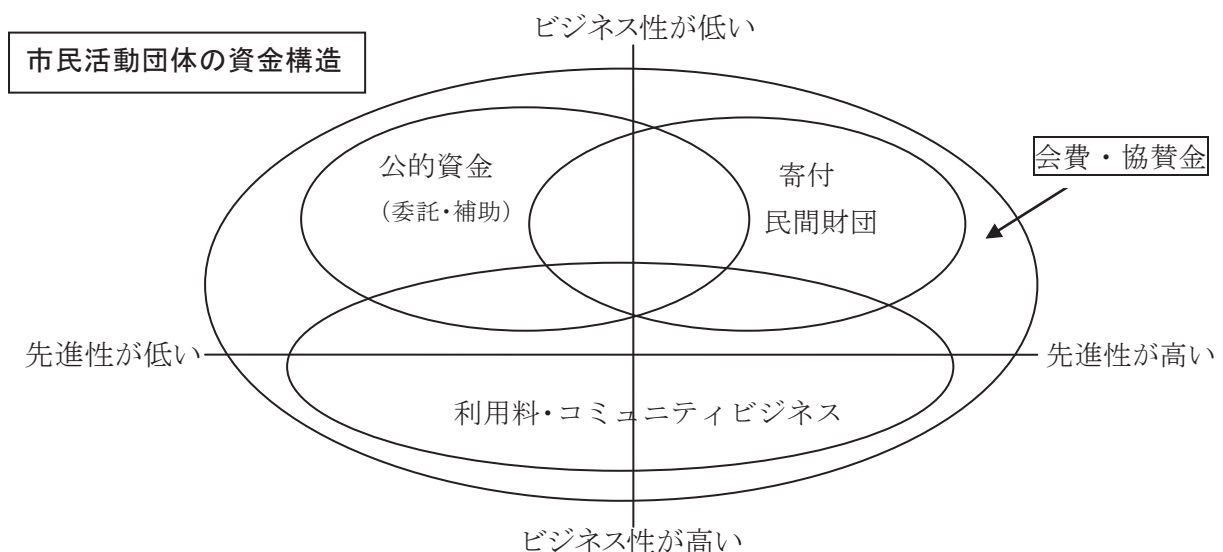 ビジネス性が低い
市民活動団体の資金構造
会費・協賛金
公的資金
(委託・補助)
寄付
民間財団
先進性が低い
先進性が高い
利用料・コミュニティビジネス
ビジネス性が高い